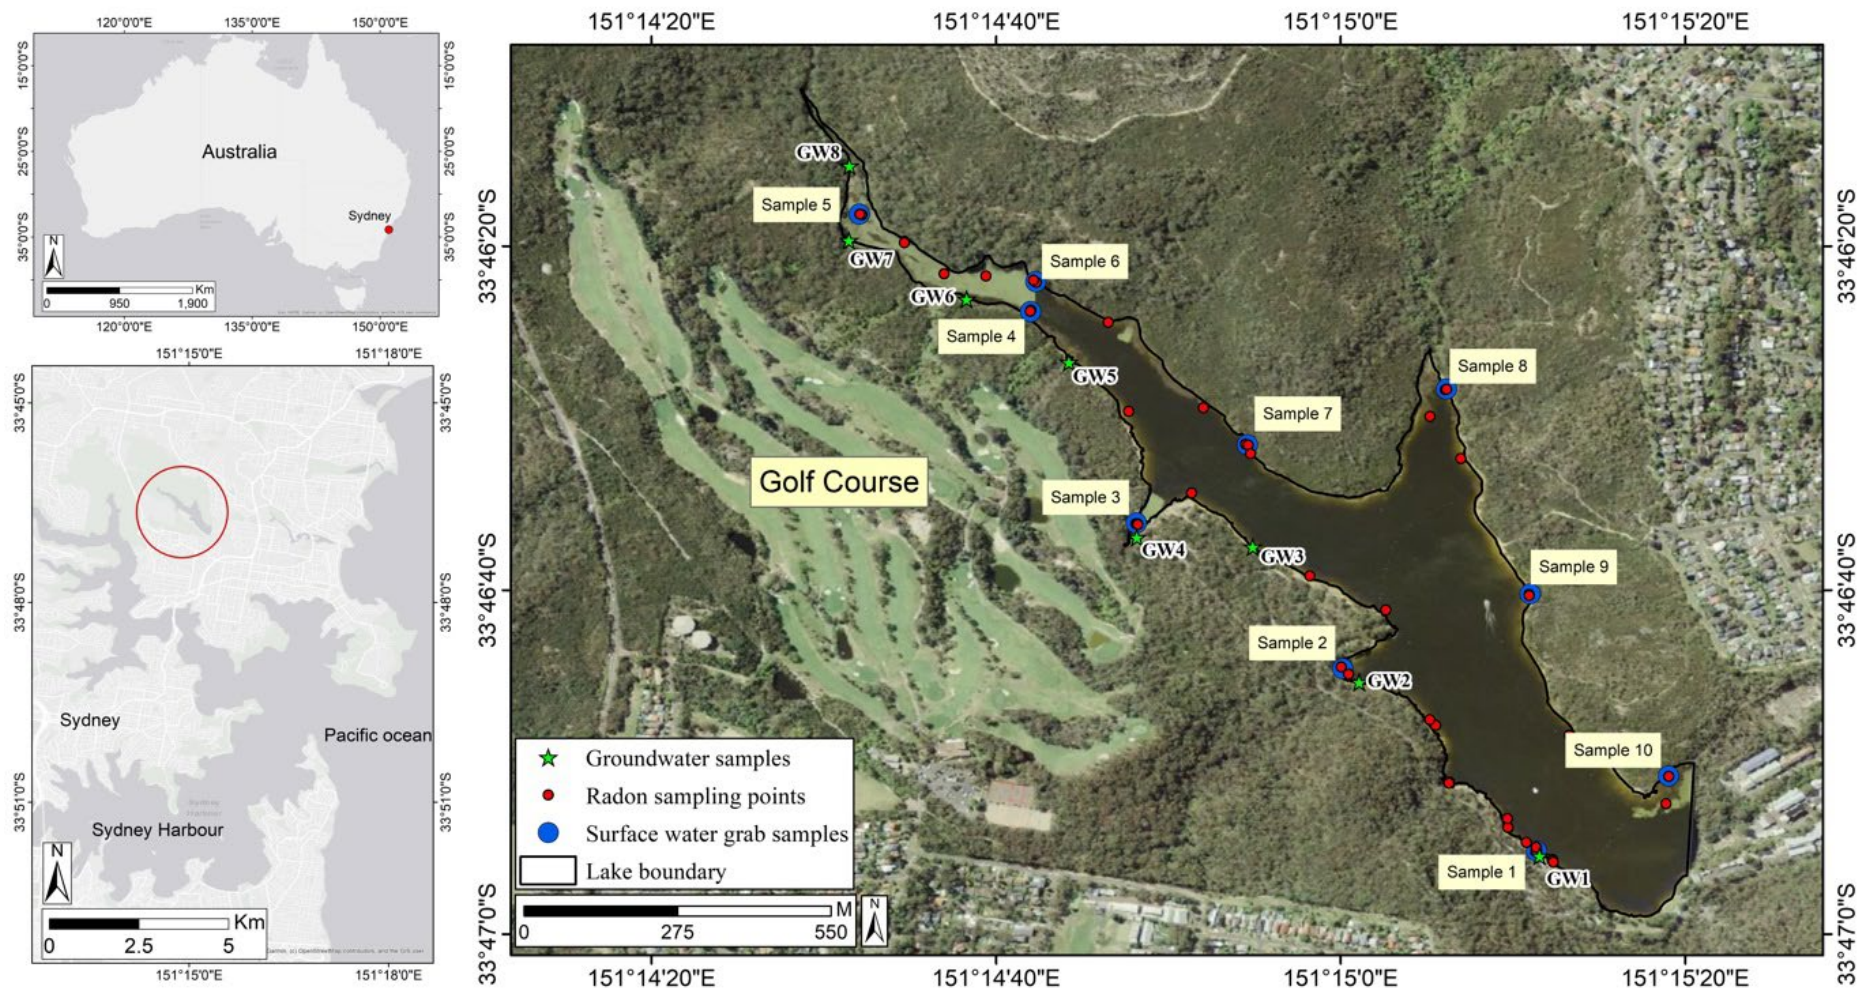 120°0'0"E 135°0'0"E 150°0'0"E
15°0'0"S
25°0'0"S
35°0'0"S
15°0'0"S
25°0'0"S
35°0'0"S
Australia
Sydney
N
Km
0 950 1,900
120°0'0"E 135°0'0"E 150°0'0"E
151°15'0"E 151°18'0"E
33°45'0"S
33°48'0"S
33°51'0"S
33°45'0"S
33°48'0"S
33°51'0"S
Sydney
Pacific ocean
Sydney
Harbour
Sydney Harbour
N
Km
0 2.5 5
151°15'0"E 151°18'0"E
151°14'20"E 151°14'40"E 151°15'0"E 151°15'20"E
33°46'20"S
33°46'40"S
33°47'0"S
33°46'20"S
33°46'40"S
33°47'0"S
GW8
Sample 5
GW7
Sample 6
GW6
Sample 4
GW5
Sample 8
Sample 7
Golf Course
Sample 3
GW4
GW3
Sample 9
Sample 2
GW2
Sample 10
Sample 1
GW1
Groundwater samples
Radon sampling points
Surface water grab samples
Lake boundary
M
0 275 550
N
151°14'20"E 151°14'40"E 151°15'0"E 151°15'20"E